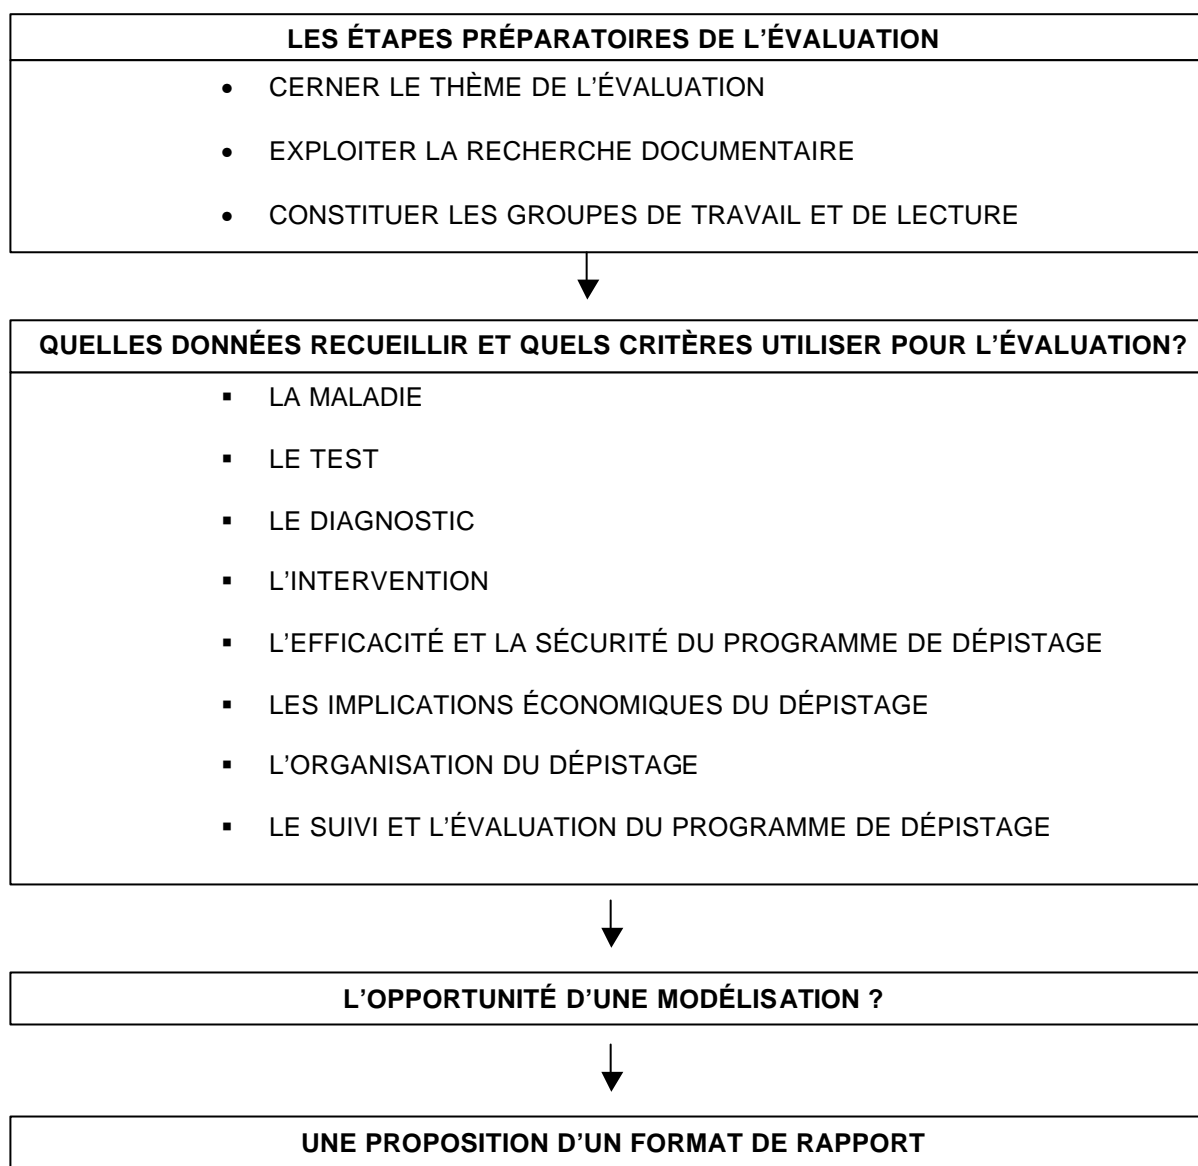 LES ÉTAPES PRÉPARATOIRES DE L’ÉVALUATION
• CERNER LE THÈME DE L’ÉVALUATION
• EXPLOITER LA RECHERCHE DOCUMENTAIRE
• CONSTITUER LES GROUPES DE TRAVAIL ET DE LECTURE
QUELLES DONNÉES RECUEILLIR ET QUELS CRITÈRES UTILISER POUR L’ÉVALUATION?
▪ LA MALADIE
▪ LE TEST
▪ LE DIAGNOSTIC
▪ L’INTERVENTION
▪ L’EFFICACITÉ ET LA SÉCURITÉ DU PROGRAMME DE DÉPISTAGE
▪ LES IMPLICATIONS ÉCONOMIQUES DU DÉPISTAGE
▪ L’ORGANISATION DU DÉPISTAGE
▪ LE SUIVI ET L’ÉVALUATION DU PROGRAMME DE DÉPISTAGE
L’OPPORTUNITÉ D’UNE MODÉLISATION ?
UNE PROPOSITION D’UN FORMAT DE RAPPORT